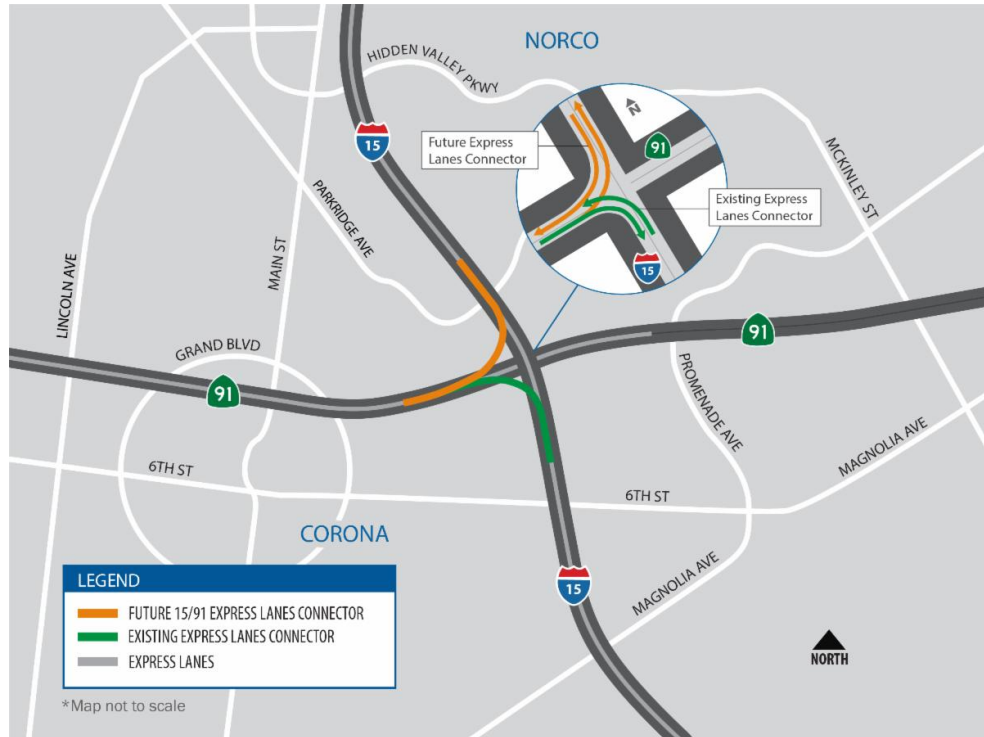 NORCO
HIDDEN VALLEY PKWY
N
15
91
Future Express
Lanes Connector
MCKINLEY ST
PARKRIDGE AVE
Existing Express
Lanes Connector
15
MAIN ST
LINCOLN AVE
GRAND BLVD
91
91
PROMENADE AVE
MAGNOLIA AVE
6TH ST
6TH ST
CORONA
15
MAGNOLIA AVE
LEGEND
FUTURE 15/91 EXPRESS LANES CONNECTOR
EXISTING EXPRESS LANES CONNECTOR
EXPRESS LANES
NORTH
*Map not to scale